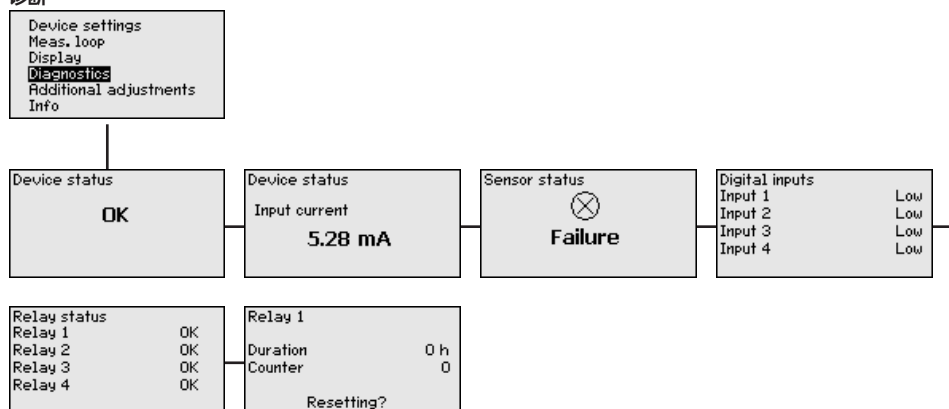 诊断
Device settings
Meas. loop
Display
Diagnostics
Additional adjustments
Info
Device status
OK
Device status
Input current
5.28 mA
Sensor status
Failure
Digital inputs
Input 1 Low
Input 2 Low
Input 3 Low
Input 4 Low
Relay status
Relay 1 OK
Relay 2 OK
Relay 3 OK
Relay 4 OK
Relay 1
Duration 0 h
Counter 0
Resetting?